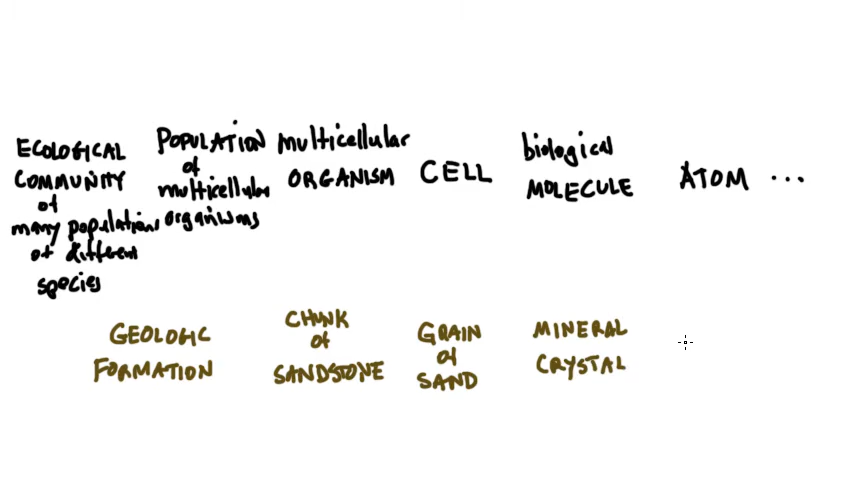 ECOLOGICAL
COMMUNITY
of
many populations
of different
species
POPULATION
of
multicellular
organisms
multicellular
ORGANISM
CELL
biological
MOLECULE
ATOM ...
GEOLOGIC
FORMATION
CHUNK
of
SANDSTONE
GRAIN
of
SAND
MINERAL
CRYSTAL